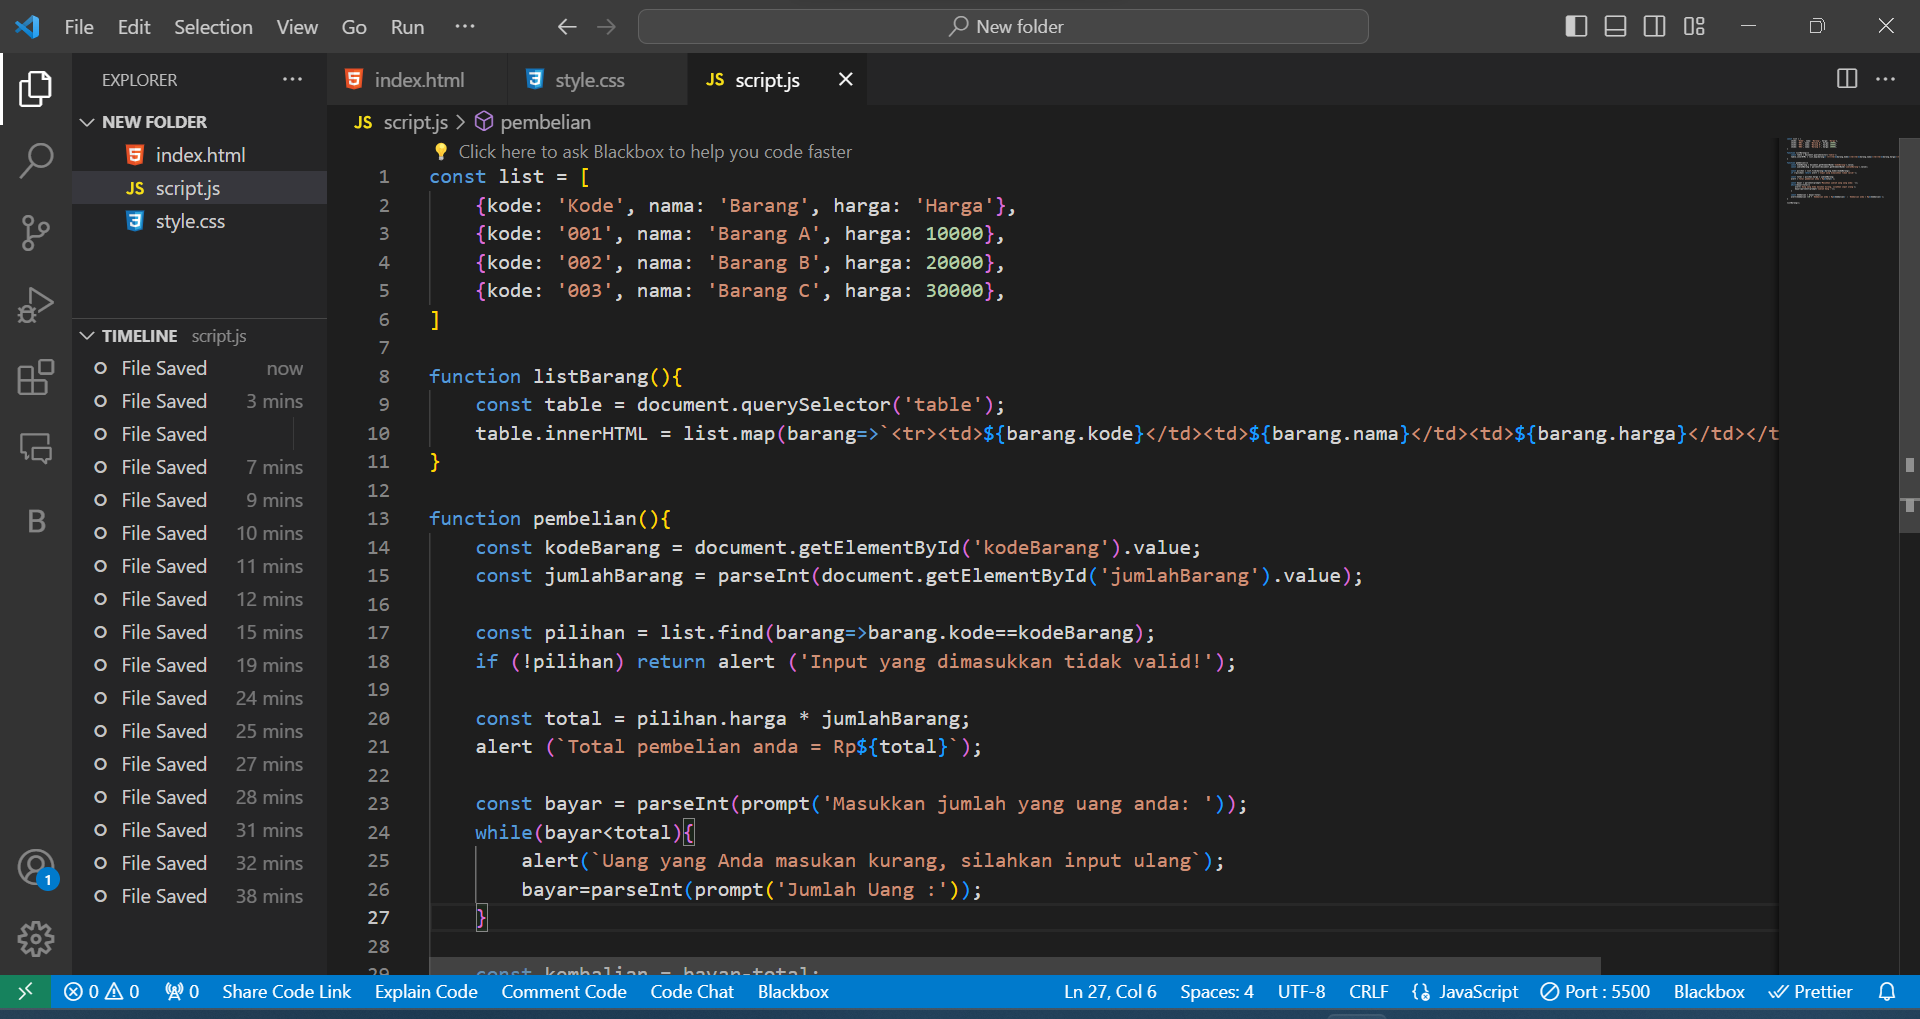 File Edit Selection View Go Run ··· New folder
EXPLORER ···
NEW FOLDER
index.html
JS script.js
style.css
TIMELINE script.js
File Saved now
File Saved 3 mins
File Saved
File Saved 7 mins
File Saved 9 mins
File Saved 10 mins
File Saved 11 mins
File Saved 12 mins
File Saved 15 mins
File Saved 19 mins
File Saved 24 mins
File Saved 25 mins
File Saved 27 mins
File Saved 28 mins
File Saved 31 mins
File Saved 32 mins
File Saved 38 mins
B
1
index.html style.css JS script.js
JS script.js > pembelian
Click here to ask Blackbox to help you code faster
1 const list = [
2 {kode: 'Kode', nama: 'Barang', harga: 'Harga'},
3 {kode: '001', nama: 'Barang A', harga: 10000},
4 {kode: '002', nama: 'Barang B', harga: 20000},
5 {kode: '003', nama: 'Barang C', harga: 30000},
6 ]
7
8 function listBarang(){
9 const table = document.querySelector('table');
10 table.innerHTML = list.map(barang=>`<tr><td>${barang.kode}</td><td>${barang.nama}</td><td>${barang.harga}</td></t
11 }
12
13 function pembelian(){
14 const kodeBarang = document.getElementById('kodeBarang').value;
15 const jumlahBarang = parseInt(document.getElementById('jumlahBarang').value);
16
17 const pilihan = list.find(barang=>barang.kode==kodeBarang);
18 if (!pilihan) return alert ('Input yang dimasukkan tidak valid!');
19
20 const total = pilihan.harga * jumlahBarang;
21 alert (`Total pembelian anda = Rp${total}`);
22
23 const bayar = parseInt(prompt('Masukkan jumlah yang uang anda: '));
24 while(bayar<total){
25 alert(`Uang yang Anda masukan kurang, silahkan input ulang`);
26 bayar=parseInt(prompt('Jumlah Uang :'));
27 }
28
29 const kembalian = bayar-total;
0 0 0 Share Code Link Explain Code Comment Code Code Chat Blackbox Ln 27, Col 6 Spaces: 4 UTF-8 CRLF JavaScript Port : 5500 Blackbox Prettier